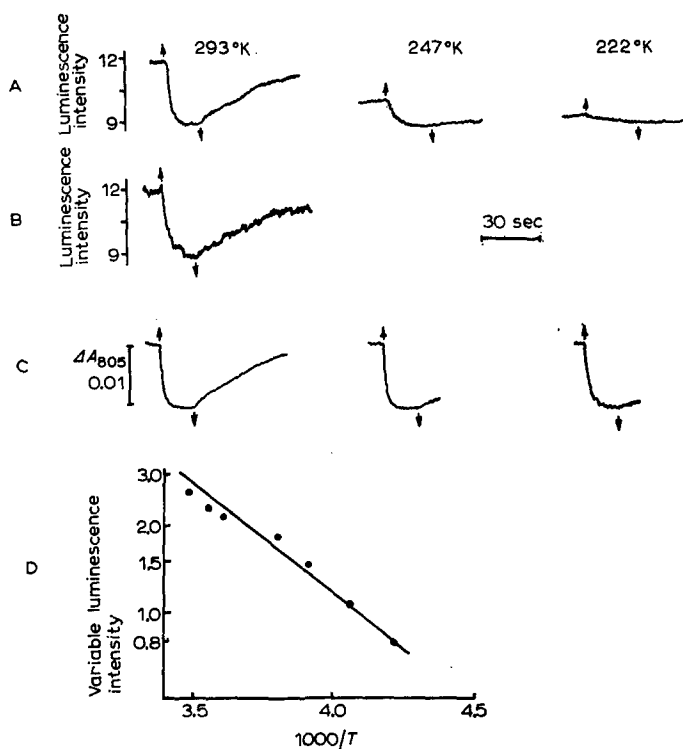 293°K 247°K 222°K
A
Luminescence
intensity
12
9
B
Luminescence
intensity
12
9
30 sec
C
ΔA805
0.01
D
Variable luminescence
intensity
3.0
2.0
1.5
1.0
0.8
3.5 4.0 4.5
1000/T